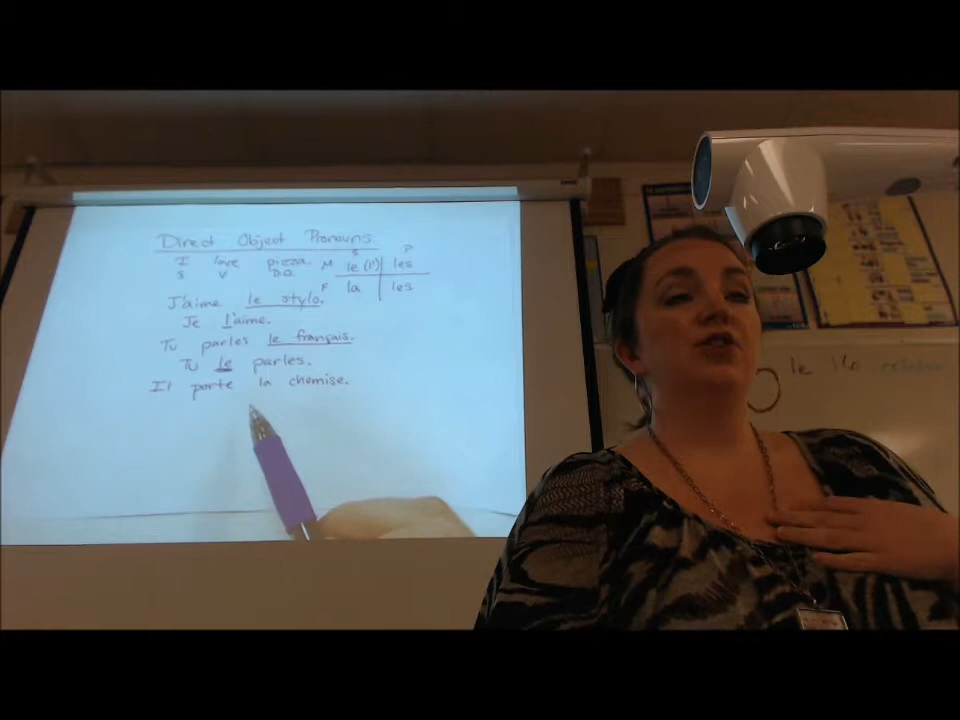 Direct Object Pronouns
S P
I love pizza. M le (l') les
S V D.O. F la les
J'aime le stylo.
Je l'aime.
Tu parles le français.
Tu le parles.
Il porte la chemise.
le